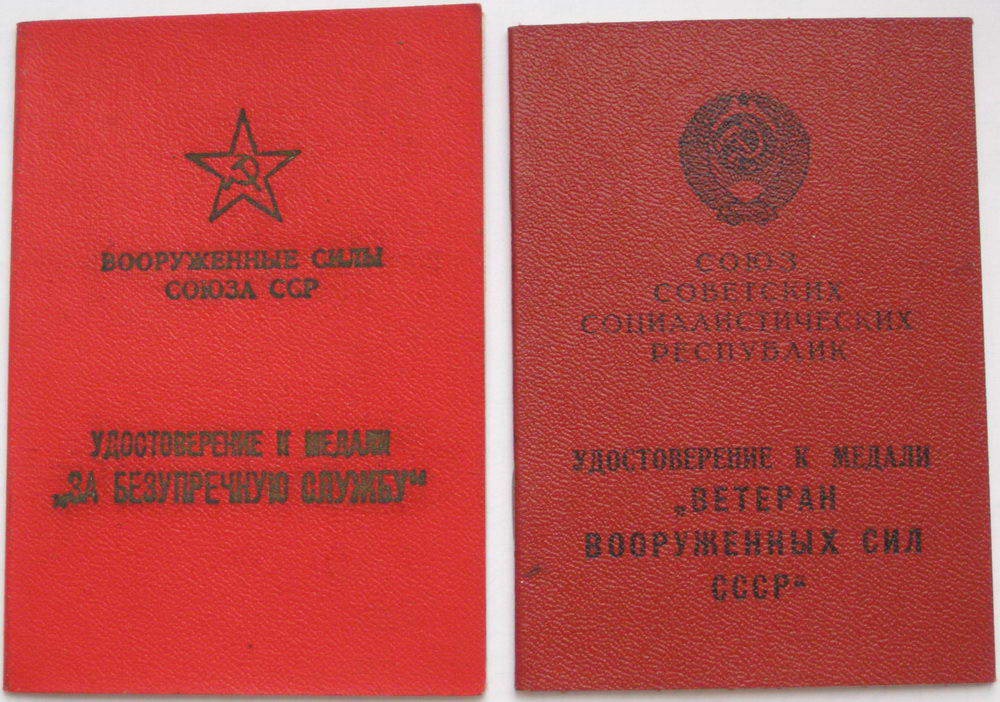 ВООРУЖЕННЫЕ СИЛЫ
СОЮЗА ССР
УДОСТОВЕРЕНИЕ К МЕДАЛИ
„ЗА БЕЗУПРЕЧНУЮ СЛУЖБУ“
СОЮЗ
СОВЕТСКИХ
СОЦИАЛИСТИЧЕСКИХ
РЕСПУБЛИК
УДОСТОВЕРЕНИЕ К МЕДАЛИ
„ВЕТЕРАН
ВООРУЖЕННЫХ СИЛ
СССР“